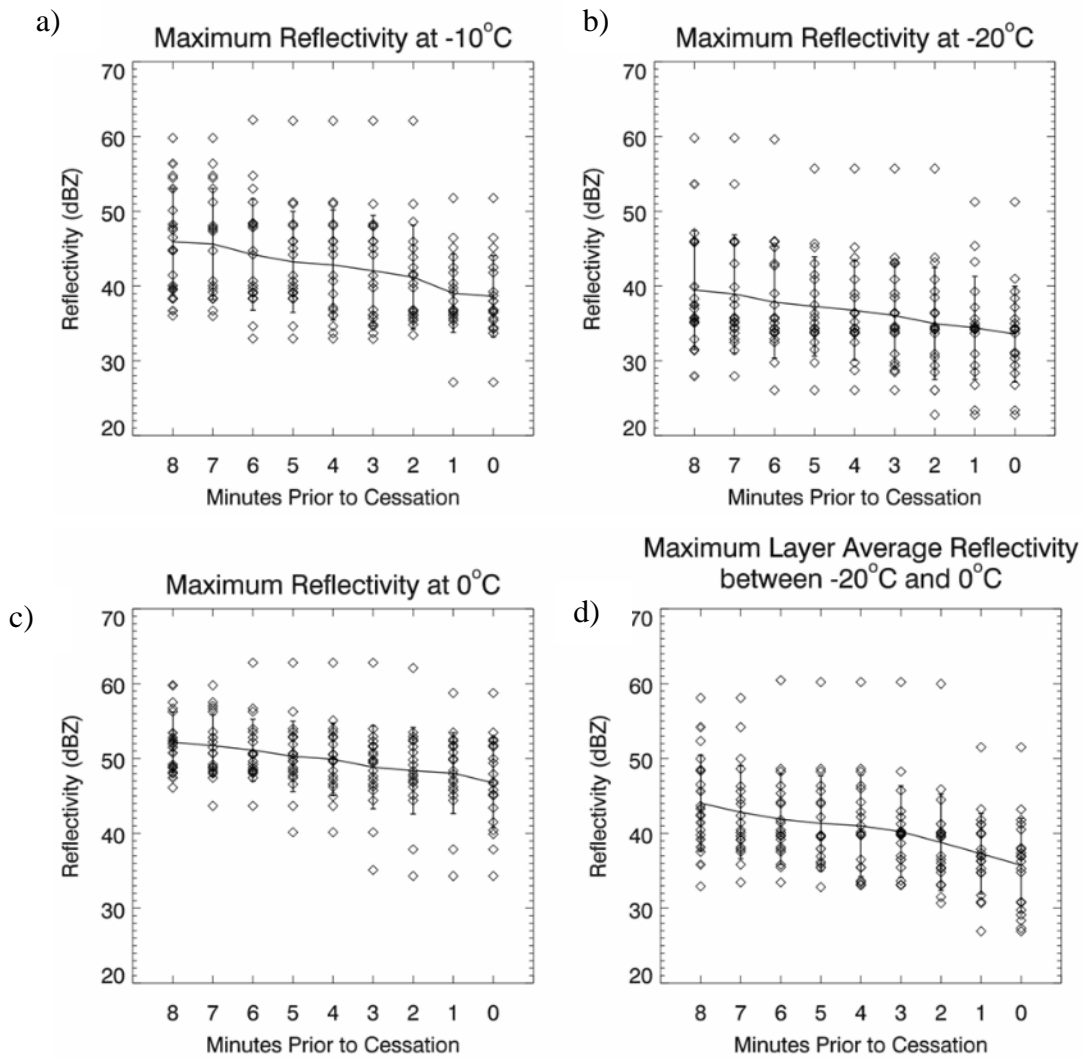 a)
Maximum Reflectivity at -10°C
70
60
50
40
30
20
Reflectivity (dBZ)
8 7 6 5 4 3 2 1 0
Minutes Prior to Cessation
b)
Maximum Reflectivity at -20°C
70
60
50
40
30
20
Reflectivity (dBZ)
8 7 6 5 4 3 2 1 0
Minutes Prior to Cessation
c)
Maximum Reflectivity at 0°C
70
60
50
40
30
20
Reflectivity (dBZ)
8 7 6 5 4 3 2 1 0
Minutes Prior to Cessation
d)
Maximum Layer Average Reflectivity
between -20°C and 0°C
70
60
50
40
30
20
Reflectivity (dBZ)
8 7 6 5 4 3 2 1 0
Minutes Prior to Cessation